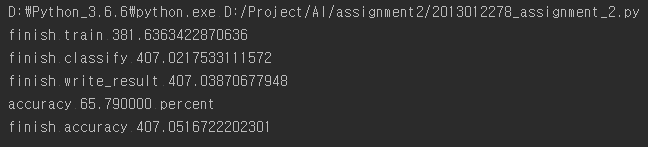 D:₩Python_3.6.6₩python.exe D:/Project/AI/assignment2/2013012278_assignment_2.py
finish train 381.6363422870636
finish classify 407.0217533111572
finish write_result 407.03870677948
accuracy 65.790000 percent
finish accuracy 407.0516722202301